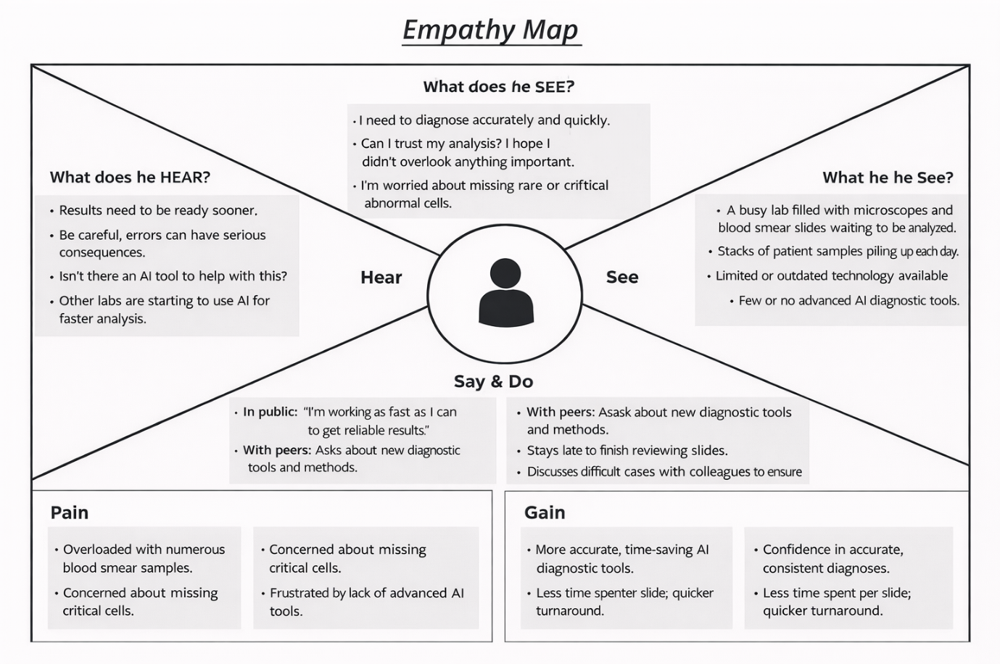 Empathy Map
What does he SEE?
• I need to diagnose accurately and quickly.
• Can I trust my analysis? I hope I
didn't overlook anything important.
• I'm worried about missing rare or criftical
abnormal cells.
What does he HEAR?
• Results need to be ready sooner.
• Be careful, errors can have serious
consequences.
• Isn't there an AI tool to help with this?
• Other labs are starting to use AI for
faster analysis.
What he he See?
• A busy lab filled with microscopes and
blood smear slides waiting to be analyzed.
• Stacks of patient samples piling up each day.
• Limited or outdated technology available
• Few or no advanced AI diagnostic tools.
Hear
See
Say & Do
• In public: "I'm working as fast as I can
to get reliable results."
• With peers: Asks about new diagnostic
tools and methods.
• With peers: Asask about new diagnostic tools
and methods.
• Stays late to finish reviewing slides.
• Discusses difficult cases with colleagues to ensure
Pain
• Overloaded with numerous
blood smear samples.
• Concerned about missing
critical cells.
• Concerned about missing
critical cells.
• Frustrated by lack of advanced AI
tools.
Gain
• More accurate, time-saving AI
diagnostic tools.
• Less time spenter slide; quicker
turnaround.
• Confidence in accurate,
consistent diagnoses.
• Less time spent per slide;
quicker turnaround.